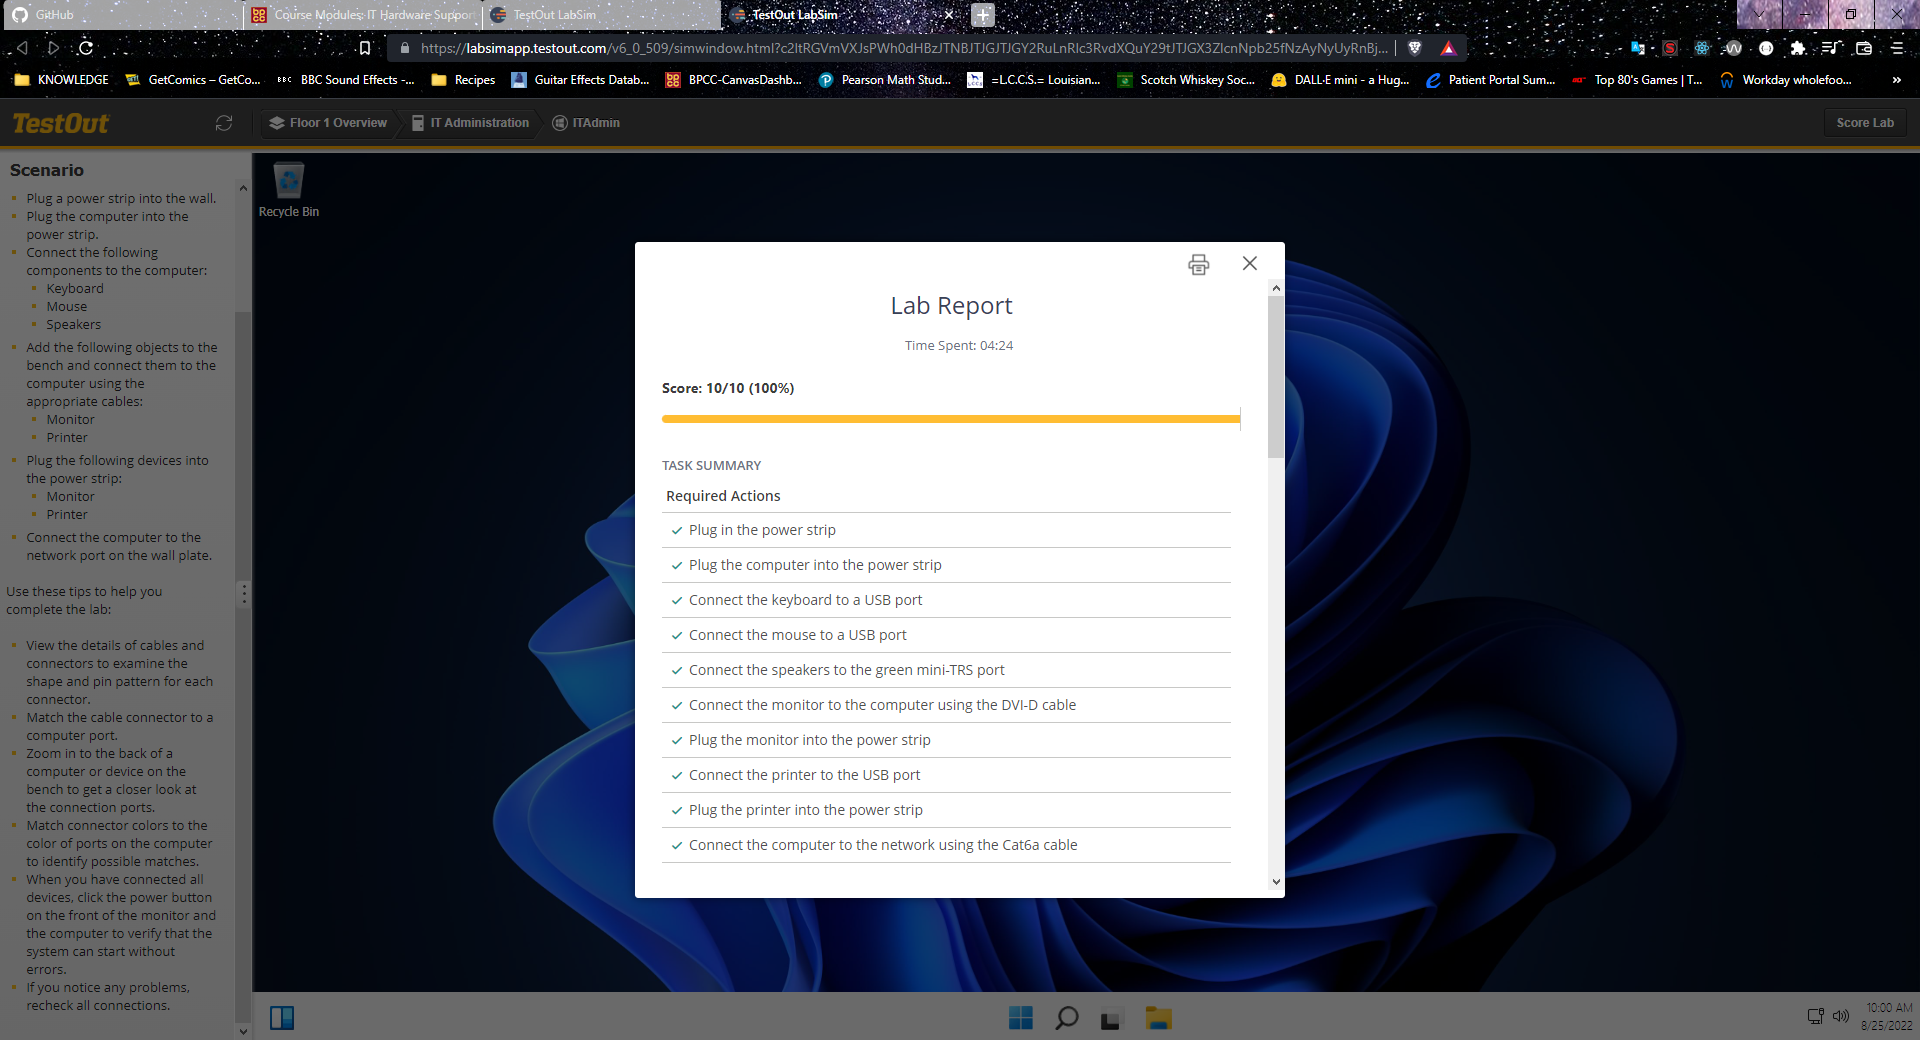 GitHub
Course Modules: IT Hardware Suppor
TestOut LabSim
TestOut LabSim
https://labsimapp.testout.com/v6_0_509/simwindow.html?
KNOWLEDGE
GetComics – GetCo...
BBC BBC Sound Effects -...
Recipes
Guitar Effects Datab...
BPCC-CanvasDashb...
Pearson Math Stud...
=L.C.C.S.= Louisian...
Scotch Whiskey Soc...
DALL·E mini - a Hug...
Patient Portal Sum...
Top 80's Games | T...
Workday wholefoo...
»
TestOut
Floor 1 Overview
IT Administration
ITAdmin
Score Lab
Scenario
Plug a power strip into the wall.
Plug the computer into the
power strip.
Connect the following
components to the computer:
Keyboard
Mouse
Speakers
Add the following objects to the
bench and connect them to the
computer using the
appropriate cables:
Monitor
Printer
Plug the following devices into
the power strip:
Monitor
Printer
Connect the computer to the
network port on the wall plate.
Use these tips to help you
complete the lab:
View the details of cables and
connectors to examine the
shape and pin pattern for each
connector.
Match the cable connector to a
computer port.
Zoom in to the back of a
computer or device on the
bench to get a closer look at
the connection ports.
Match connector colors to the
color of ports on the computer
to identify possible matches.
When you have connected all
devices, click the power button
on the front of the monitor and
the computer to verify that the
system can start without
errors.
If you notice any problems,
recheck all connections.
Recycle Bin
Lab Report
Time Spent: 04:24
Score: 10/10 (100%)
TASK SUMMARY
Required Actions
Plug in the power strip
Plug the computer into the power strip
Connect the keyboard to a USB port
Connect the mouse to a USB port
Connect the speakers to the green mini-TRS port
Connect the monitor to the computer using the DVI-D cable
Plug the monitor into the power strip
Connect the printer to the USB port
Plug the printer into the power strip
Connect the computer to the network using the Cat6a cable
10:00 AM
8/25/2022